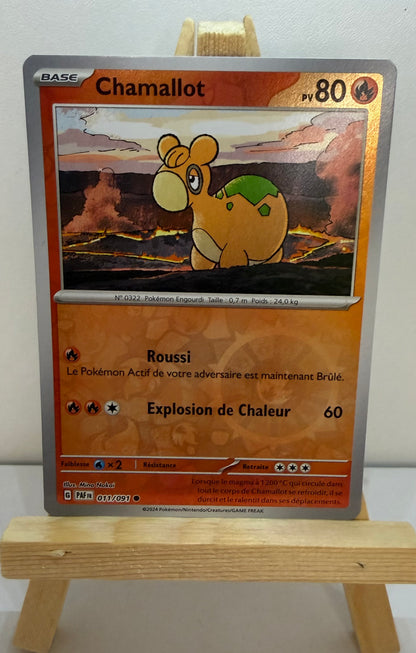 BASE Chamallot PV 80
N° 0322 Pokémon Engourdi Taille : 0,7 m Poids : 24,0 kg
Roussi
Le Pokémon Actif de votre adversaire est maintenant Brûlé.
Explosion de Chaleur 60
Faiblesse ×2 Résistance Retraite
Illus. Mina Nakai
G PAF FR 011/091
Lorsque le magma à 1 200 °C qui circule dans
tout le corps de Chamallot se refroidit, il se
durcit et ralentit dans ses déplacements.
©2024 Pokémon/Nintendo/Creatures/GAME FREAK